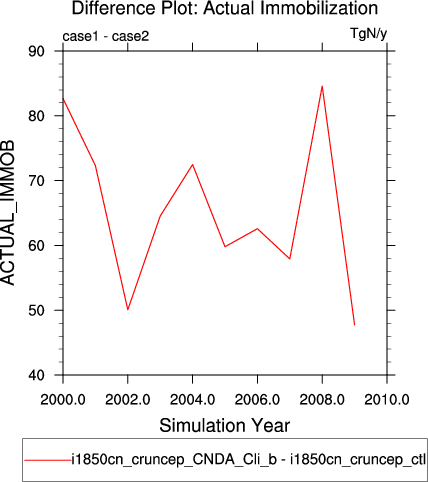 Difference Plot: Actual Immobilization
case1 - case2
TgN/y
90
80
70
60
50
40
ACTUAL_IMMOB
2000.0 2002.0 2004.0 2006.0 2008.0 2010.0
Simulation Year
i1850cn_cruncep_CNDA_Cli_b - i1850cn_cruncep_ctl